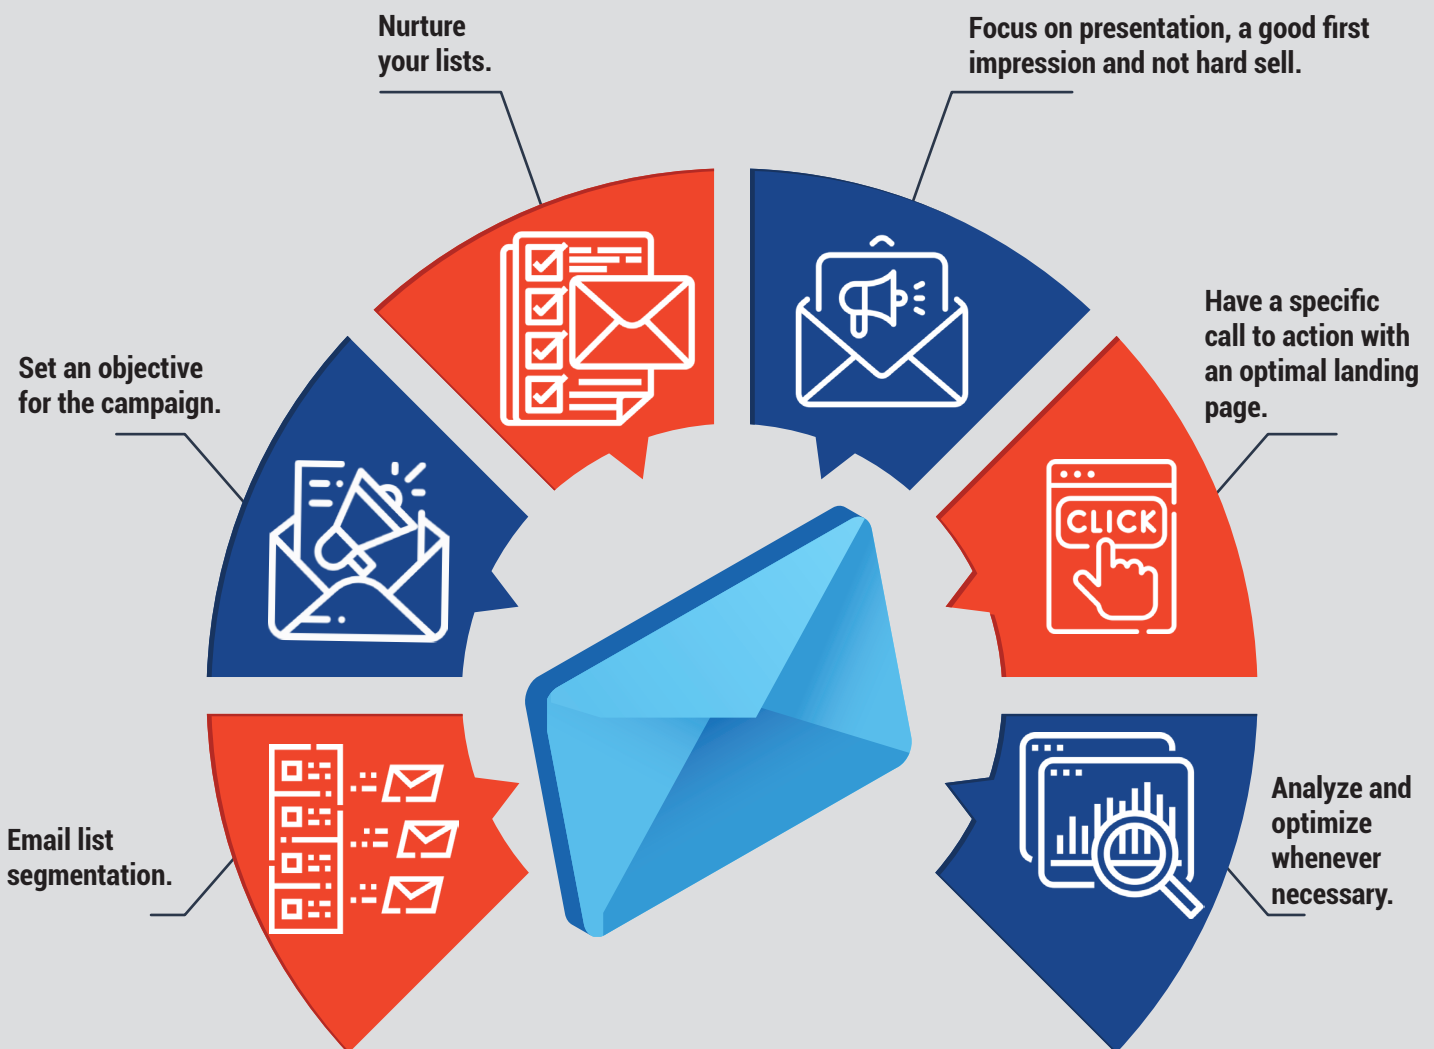 Nurture
your lists.
Focus on presentation, a good first
impression and not hard sell.
Set an objective
for the campaign.
Have a specific
call to action with
an optimal landing
page.
CLICK
Email list
segmentation.
Analyze and
optimize
whenever
necessary.